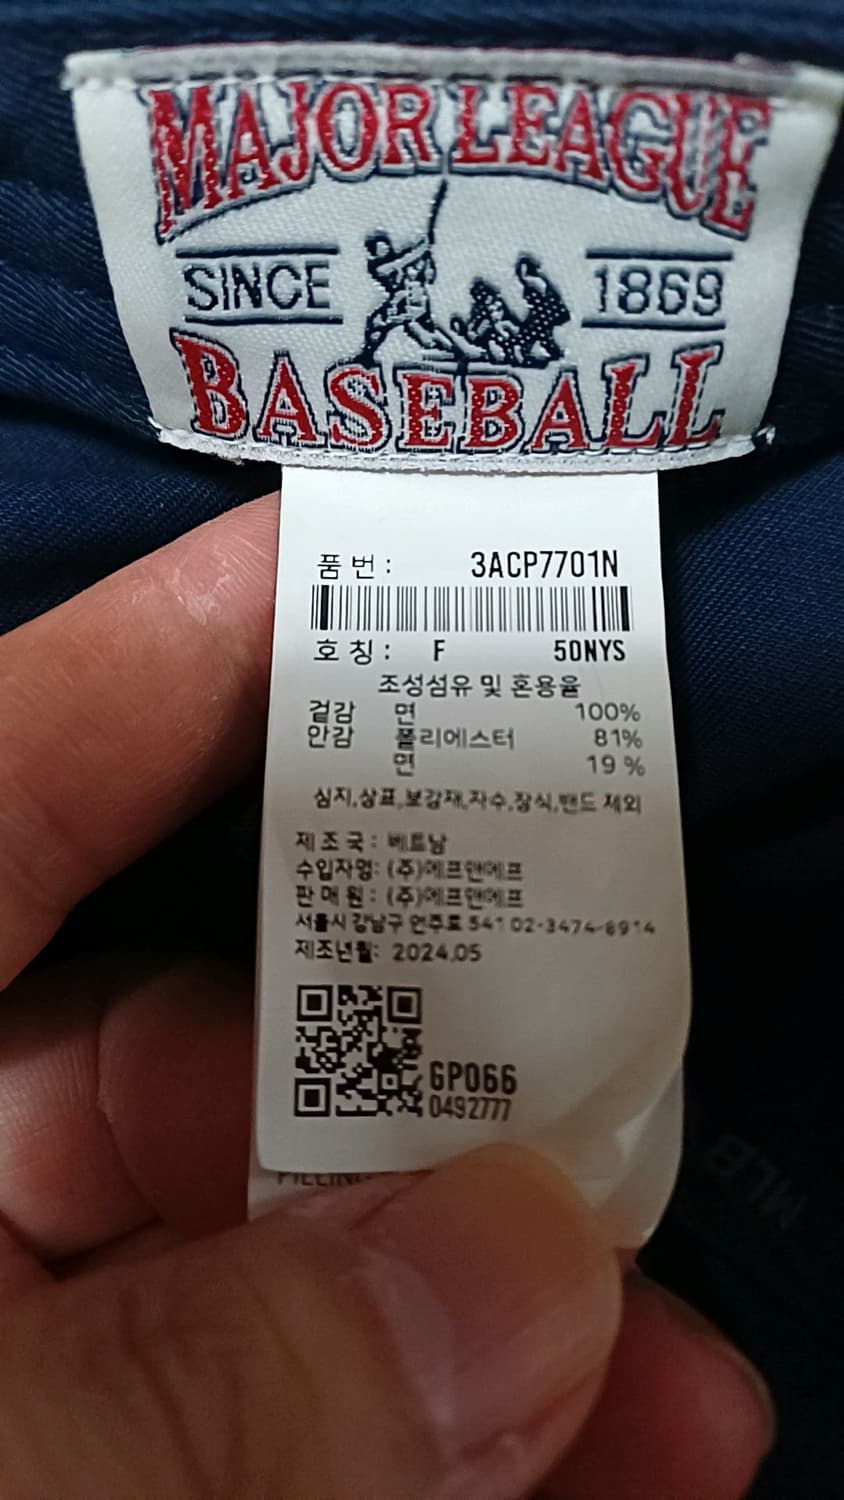 MAJOR LEAGUE
SINCE 1869
BASEBALL
품 번 : 3ACP7701N
호 칭 : F 50NYS
조성섬유 및 혼용율
겉감 면 100%
안감 폴리에스터 81%
면 19 %
심지,상표,보강재,자수,장식,밴드 제외
제 조 국 : 베트남
수입자명: (주)에프앤에프
판 매 원 : (주)에프앤에프
서울시 강남구 언주로 541 02-3474-8914
제조년월: 2024.05
GP066
0492777
MLB